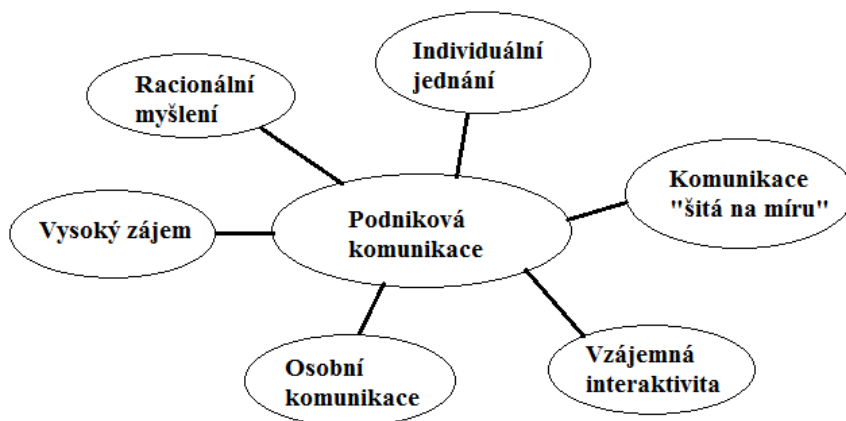 Individuální
jednání
Racionální
myšlení
Komunikace
"šitá na míru"
Podniková
komunikace
Vysoký zájem
Vzájemná
interaktivita
Osobní
komunikace